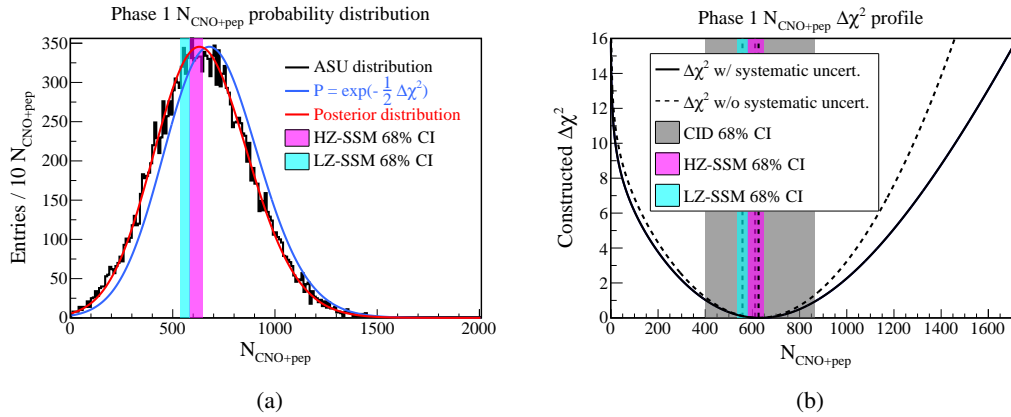 Phase 1 N_CNO+pep probability distribution
350
300
250
200
150
100
50
0
Entries / 10 N_CNO+pep
ASU distribution
P = exp(- 1/2 Δχ²)
Posterior distribution
HZ-SSM 68% CI
LZ-SSM 68% CI
0 500 1000 1500 2000
N_CNO+pep
(a)
Phase 1 N_CNO+pep Δχ² profile
16
14
12
10
8
6
4
2
0
Constructed Δχ²
Δχ² w/ systematic uncert.
Δχ² w/o systematic uncert.
CID 68% CI
HZ-SSM 68% CI
LZ-SSM 68% CI
0 200 400 600 800 1000 1200 1400 1600
N_CNO+pep
(b)